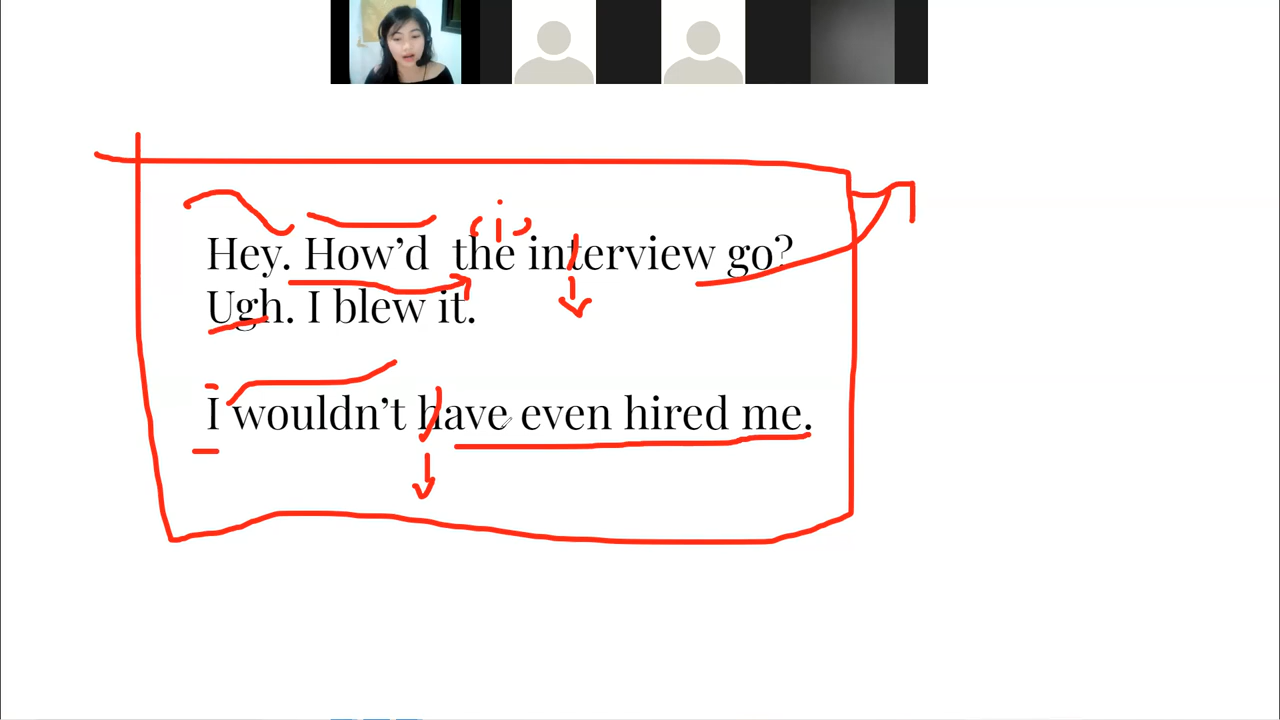 (i)
Hey. How'd the interview go?
Ugh. I blew it.
I wouldn't have even hired me.